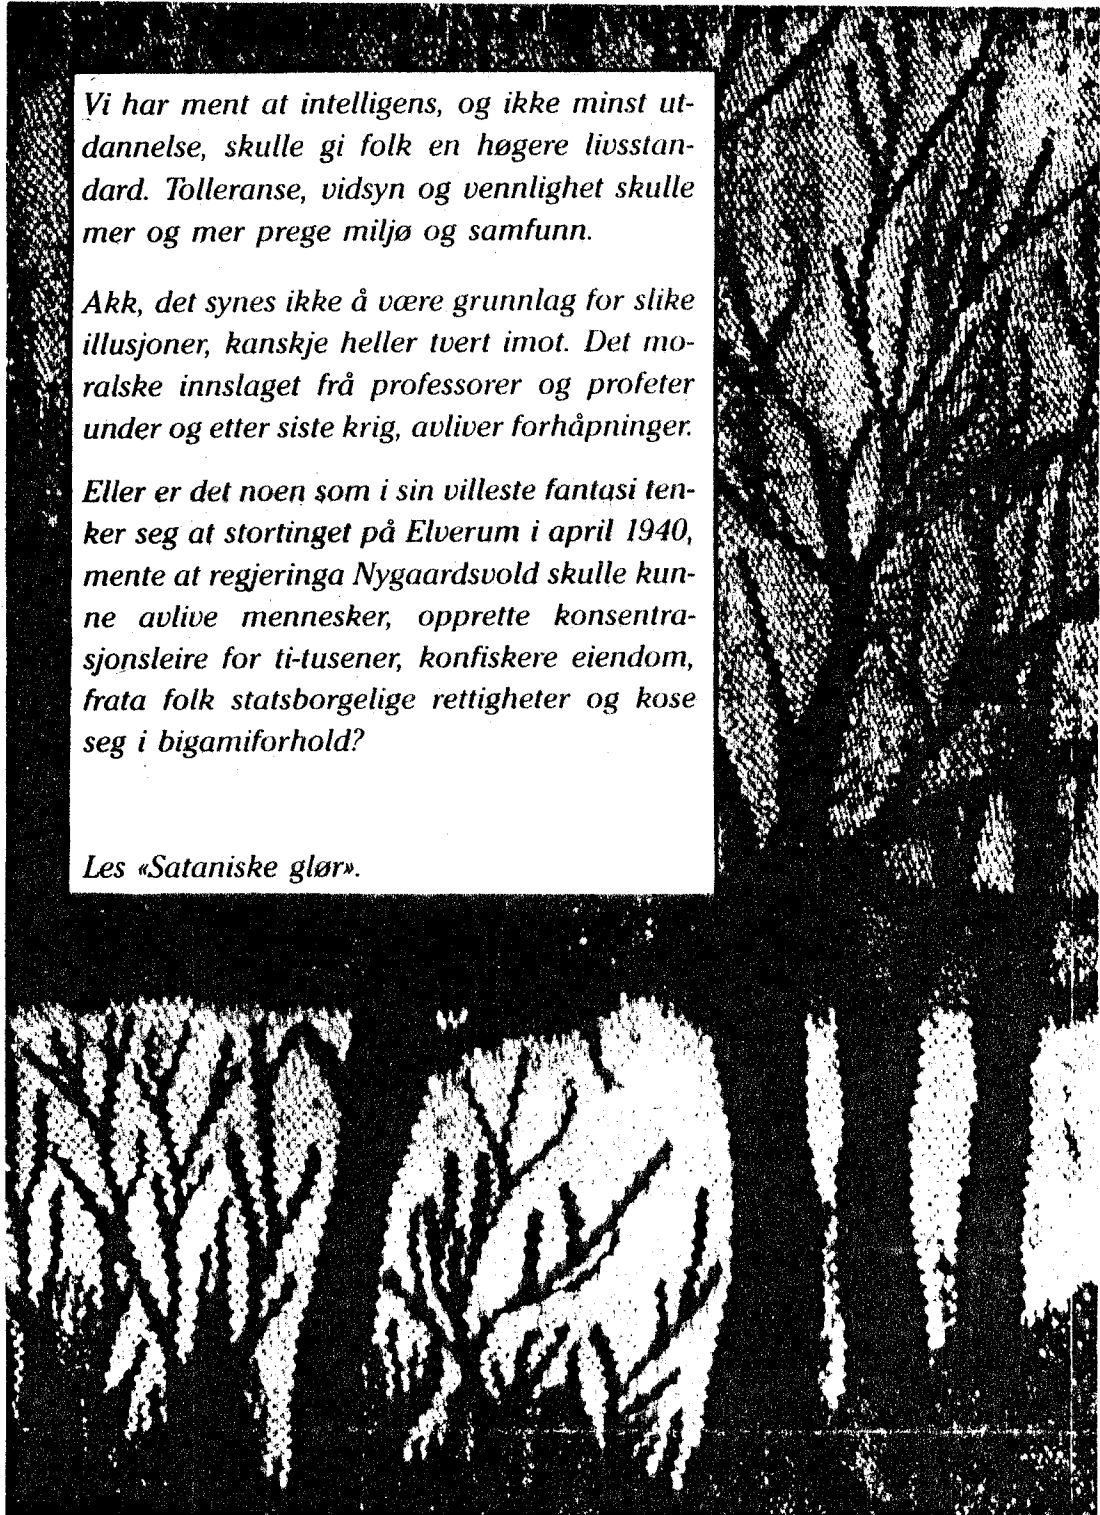 Vi har ment at intelligens, og ikke minst ut-
dannelse, skulle gi folk en høgere livsstan-
dard. Tolleranse, vidsyn og vennlighet skulle
mer og mer prege miljø og samfunn.
Akk, det synes ikke å være grunnlag for slike
illusjoner, kanskje heller tvert imot. Det mo-
ralske innslaget frå professorer og profeter
under og etter siste krig, avliver forhåpninger.
Eller er det noen som i sin villeste fantasi ten-
ker seg at stortinget på Elverum i april 1940,
mente at regjeringa Nygaardsvold skulle kun-
ne avlive mennesker, opprette konsentra-
sjonsleire for ti-tusener, konfiskere eiendom,
frata folk statsborgelige rettigheter og kose
seg i bigamiforhold?
Les «Sataniske glør».